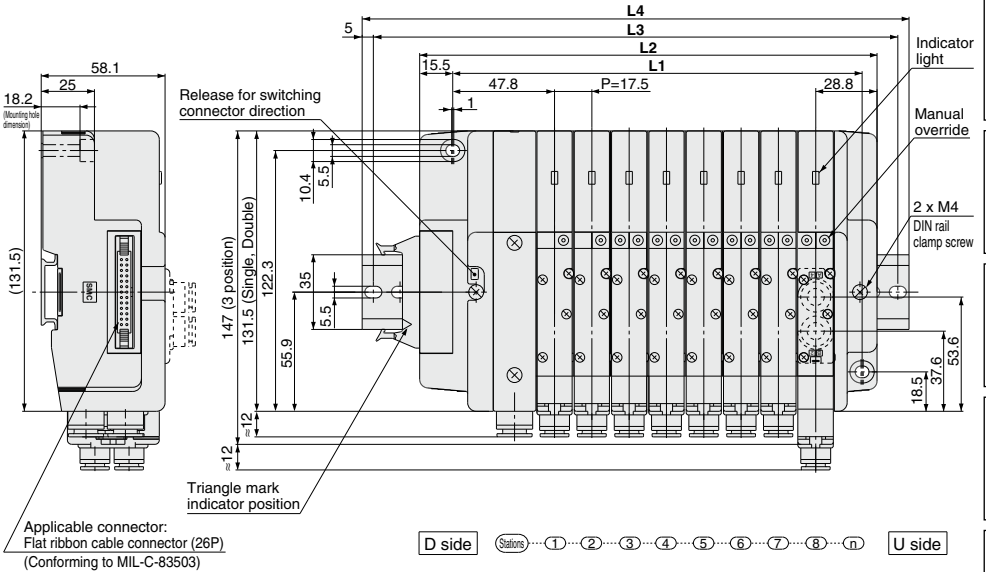 L4
5
L3
L2
15.5
L1
47.8
P=17.5
28.8
1
Indicator
light
Manual
override
2 x M4
DIN rail
clamp screw
58.1
25
18.2
(Mounting hole
dimension)
(131.5)
SMC
Release for switching
connector direction
10.4
5.5
147 (3 position)
131.5 (Single, Double)
122.3
55.9
35
5.5
≈12
≈12
18.5
37.6
53.6
Triangle mark
indicator position
Applicable connector:
Flat ribbon cable connector (26P)
(Conforming to MIL-C-83503)
D side Stations 1 2 3 4 5 6 7 8 n U side